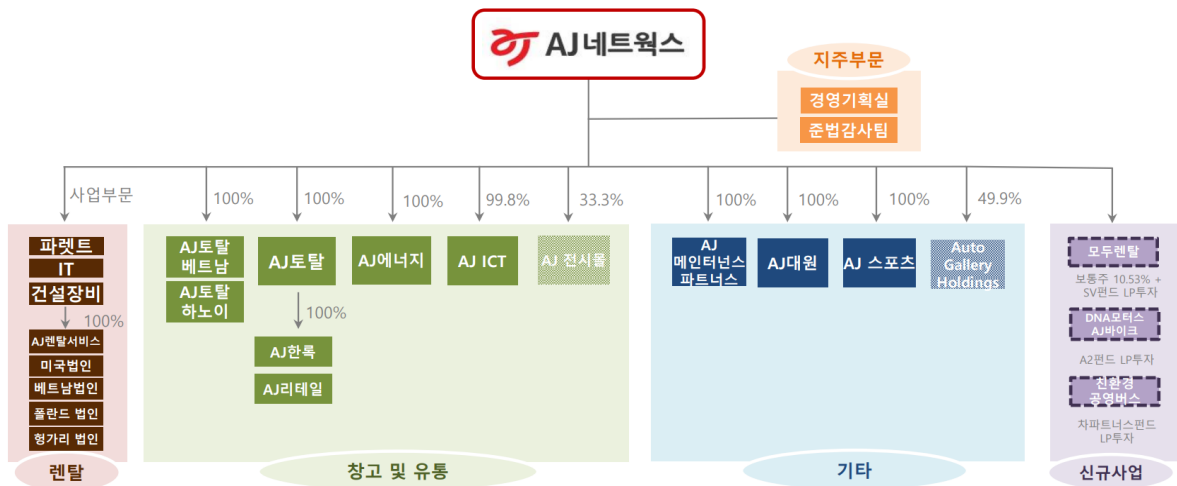 AJ네트웍스
지주부문
경영기획실
준법감사팀
사업부문
100%
100%
100%
99.8%
33.3%
100%
100%
100%
49.9%
파렛트
IT
건설장비
100%
AJ렌탈서비스
미국법인
베트남법인
폴란드 법인
헝가리 법인
렌탈
AJ토탈
베트남
AJ토탈
하노이
AJ토탈
100%
AJ한록
AJ리테일
AJ에너지
AJ ICT
AJ 전시몰
창고 및 유통
AJ
메인터넌스
파트너스
AJ대원
AJ 스포츠
Auto
Gallery
Holdings
기타
모두렌탈
보통주 10.53% +
SV펀드 LP투자
DNA모터스
AJ바이크
A2펀드 LP투자
친환경
공영버스
차파트너스펀드
LP투자
신규사업